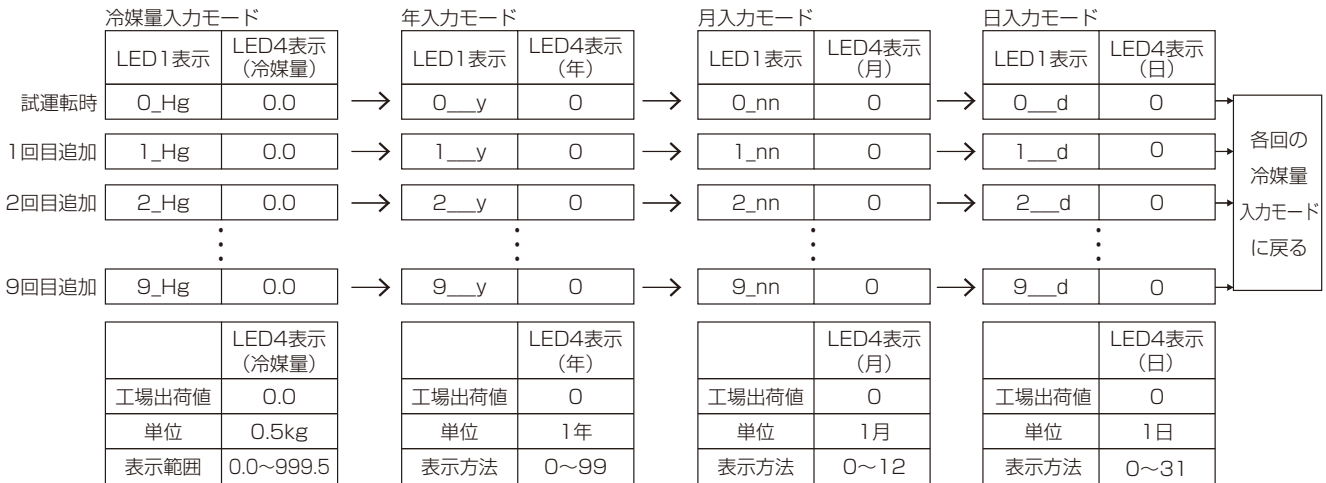 冷媒量入力モード 年入力モード 月入力モード 日入力モード
LED1表示 LED4表示 LED1表示 LED4表示 LED1表示 LED4表示 LED1表示 LED4表示
(冷媒量) (年) (月) (日)
試運転時 0_Hg 0.0 → 0___y 0 → 0_nn 0 → 0___d 0 →
1回目追加 1_Hg 0.0 → 1___y 0 → 1_nn 0 → 1___d 0 →
2回目追加 2_Hg 0.0 → 2___y 0 → 2_nn 0 → 2___d 0 →
9回目追加 9_Hg 0.0 → 9___y 0 → 9_nn 0 → 9___d 0 →
各回の
冷媒量
入力モード
に戻る
LED4表示 LED4表示 LED4表示 LED4表示
(冷媒量) (年) (月) (日)
工場出荷値 0.0 工場出荷値 0 工場出荷値 0 工場出荷値 0
単位 0.5kg 単位 1年 単位 1月 単位 1日
表示範囲 0.0～999.5 表示方法 0～99 表示方法 0～12 表示方法 0～31